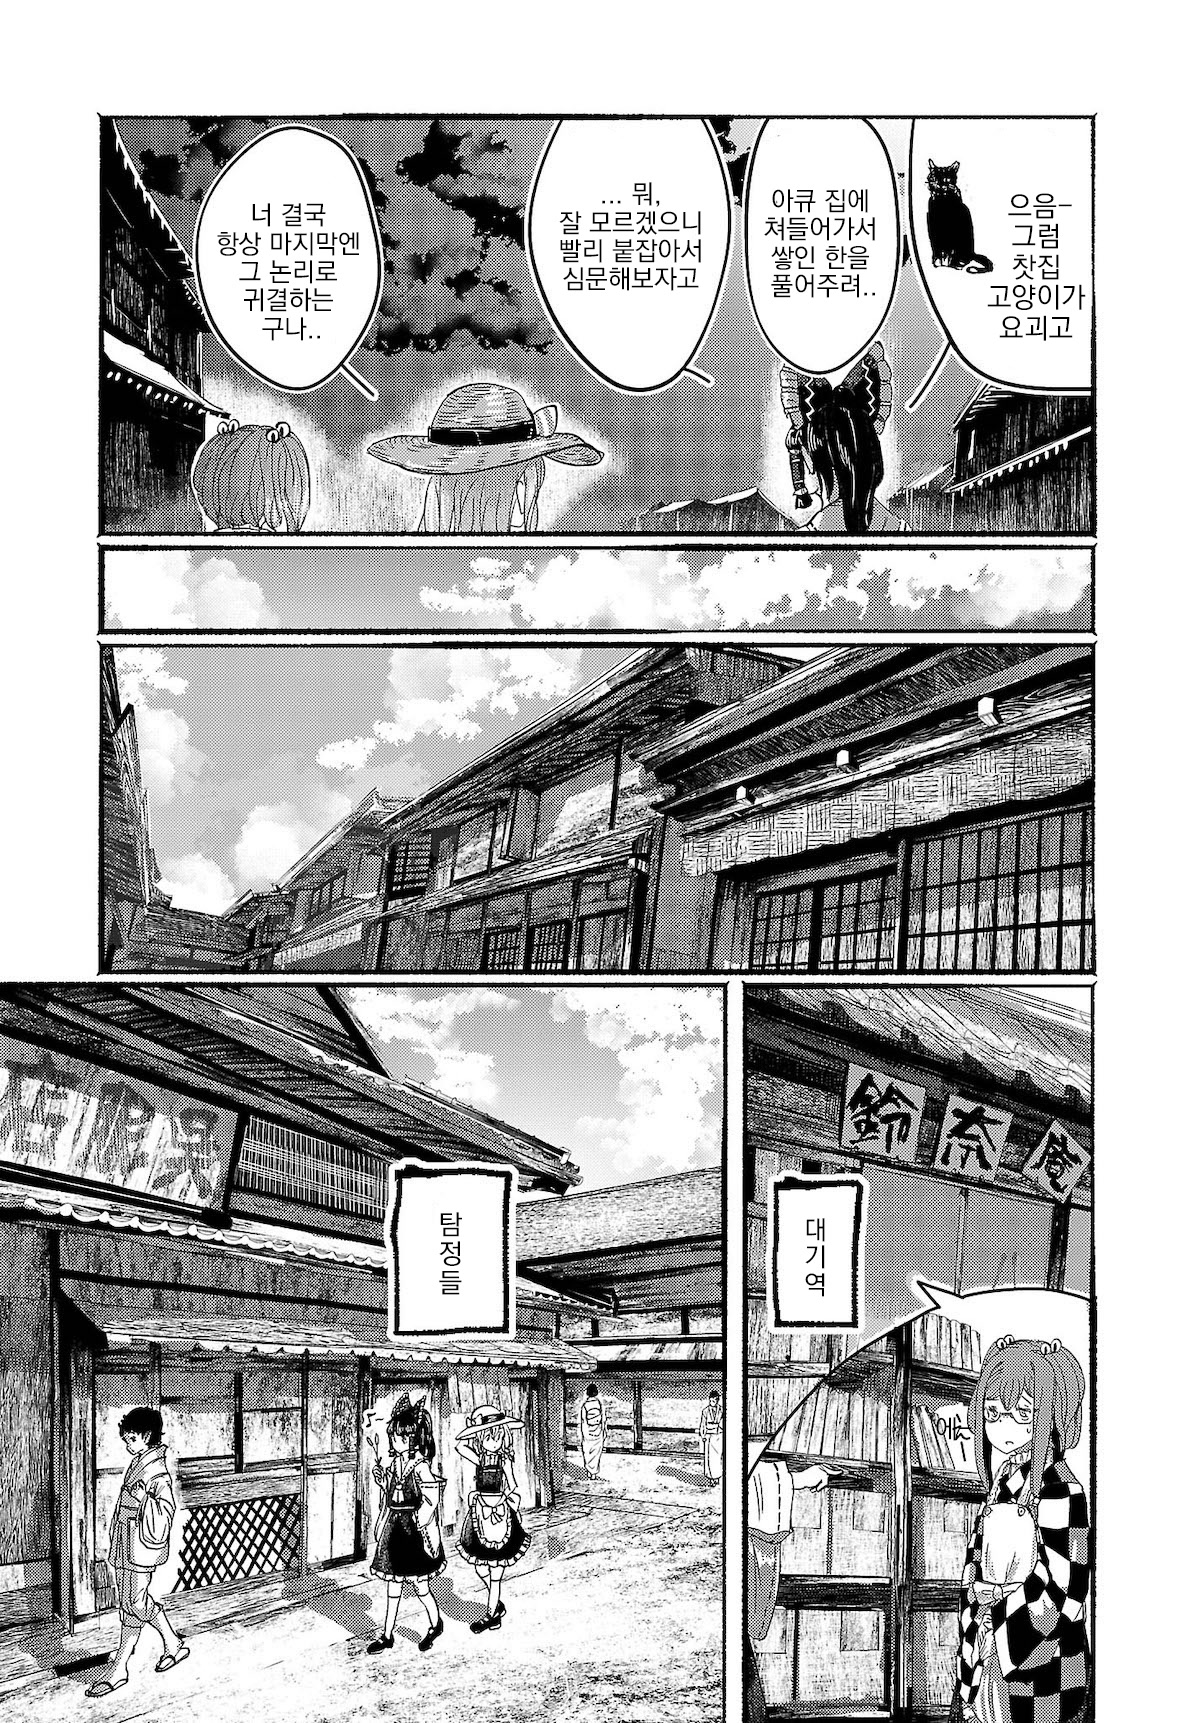 으음-
그럼
찻집
고양이가
요괴고
아큐 집에
쳐들어가서
쌓인 한을
풀어주려..
... 뭐,
잘 모르겠으니
빨리 붙잡아서
심문해보자고
너 결국
항상 마지막엔
그 논리로
귀결하는
구나..
鈴奈庵
대기역
에~
탐정들
♪~